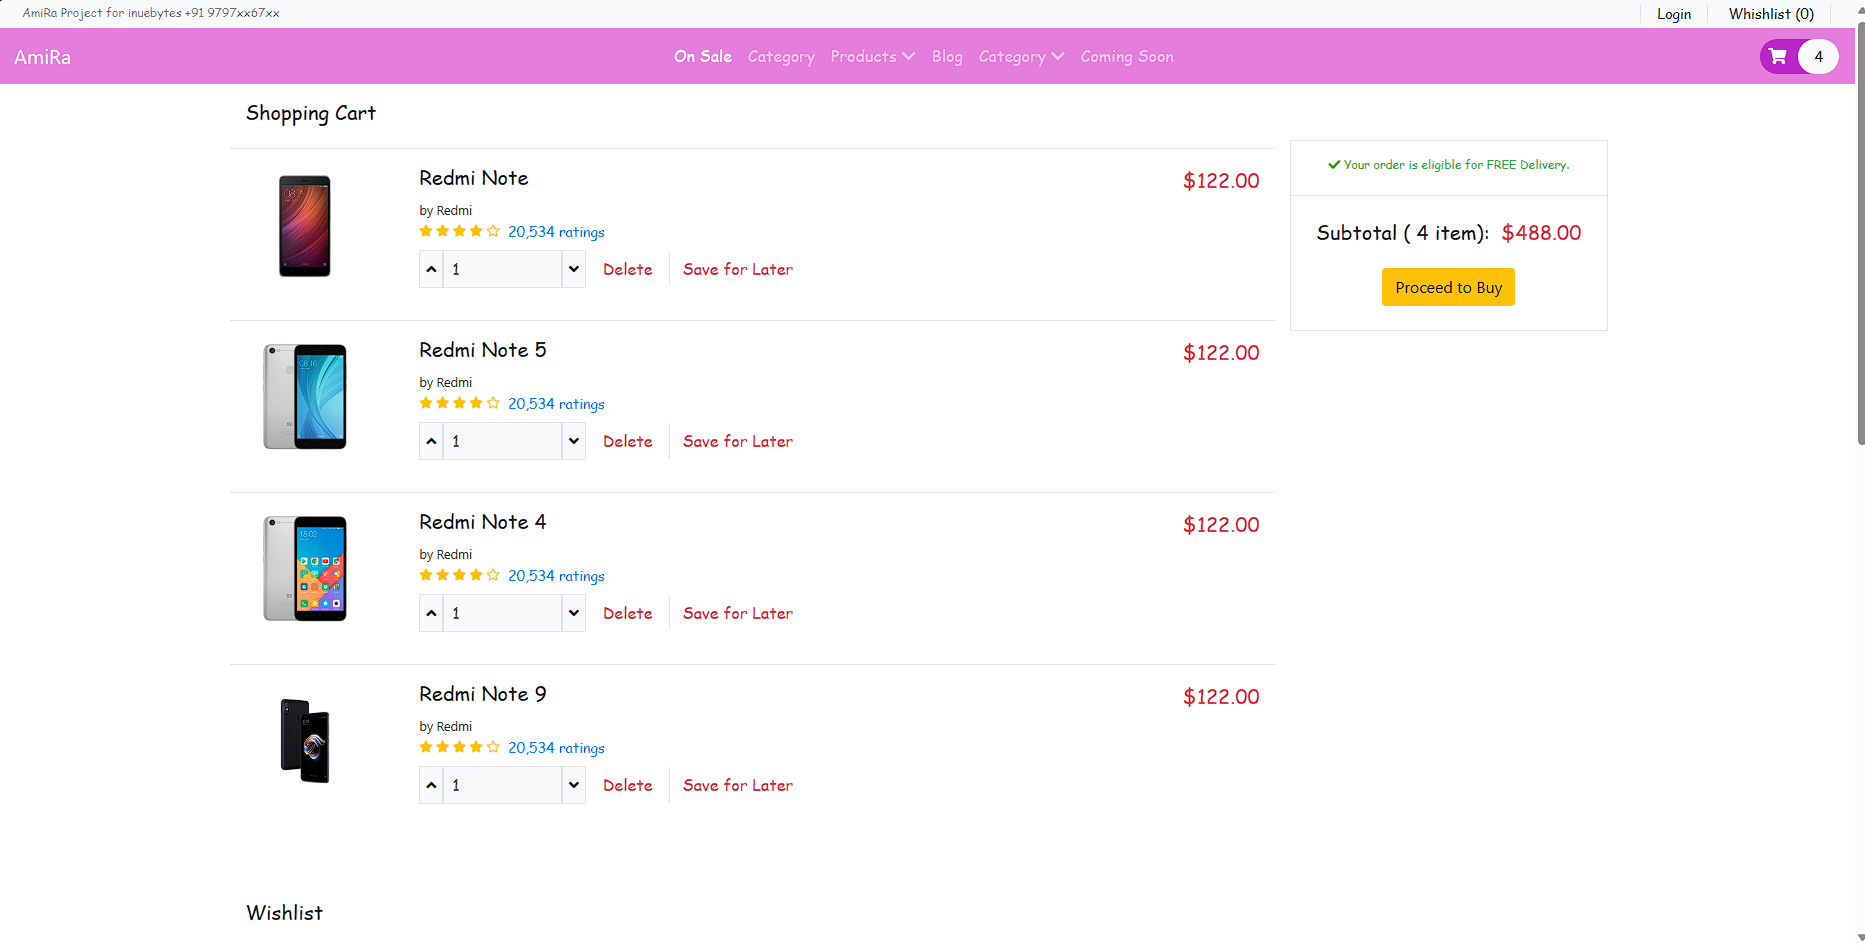 AmiRa Project for inuebytes +91 9797xx67xx
Login
Whishlist (0)
AmiRa
On Sale
Category
Products
Blog
Category
Coming Soon
4
Shopping Cart
Redmi Note
$122.00
by Redmi
20,534 ratings
1
Delete
Save for Later
Your order is eligible for FREE Delivery.
Subtotal ( 4 item): $488.00
Proceed to Buy
Redmi Note 5
$122.00
by Redmi
20,534 ratings
1
Delete
Save for Later
Redmi Note 4
$122.00
by Redmi
20,534 ratings
1
Delete
Save for Later
Redmi Note 9
$122.00
by Redmi
20,534 ratings
1
Delete
Save for Later
Wishlist